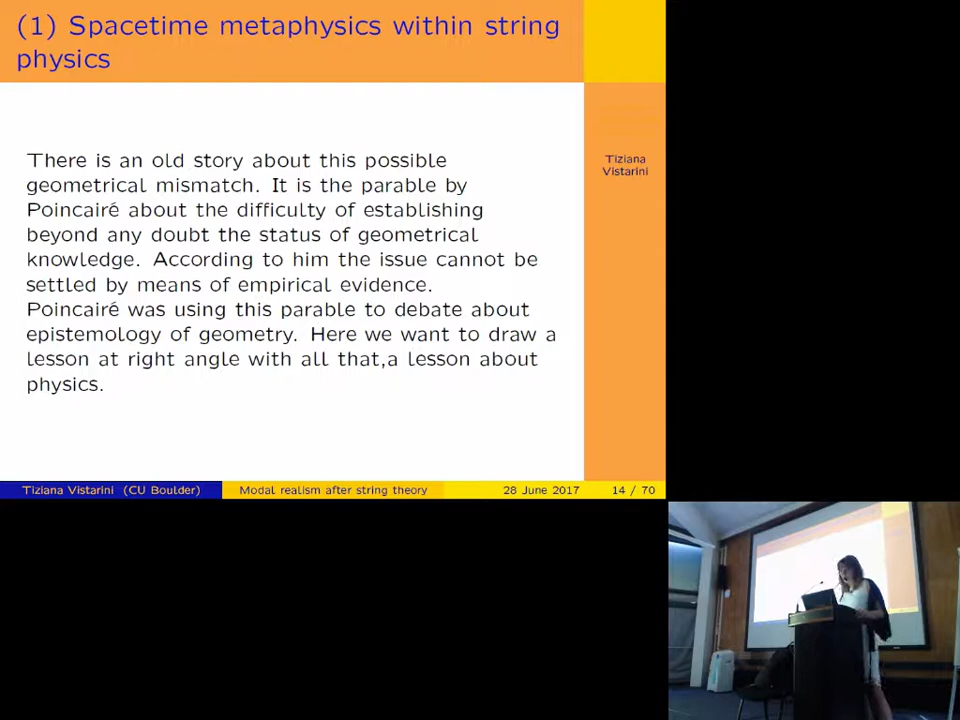 (1) Spacetime metaphysics within string
physics
There is an old story about this possible
geometrical mismatch. It is the parable by
Poincairé about the difficulty of establishing
beyond any doubt the status of geometrical
knowledge. According to him the issue cannot be
settled by means of empirical evidence.
Poincairé was using this parable to debate about
epistemology of geometry. Here we want to draw a
lesson at right angle with all that,a lesson about
physics.
Tiziana
Vistarini
Tiziana Vistarini (CU Boulder)
Modal realism after string theory
28 June 2017
14 / 70